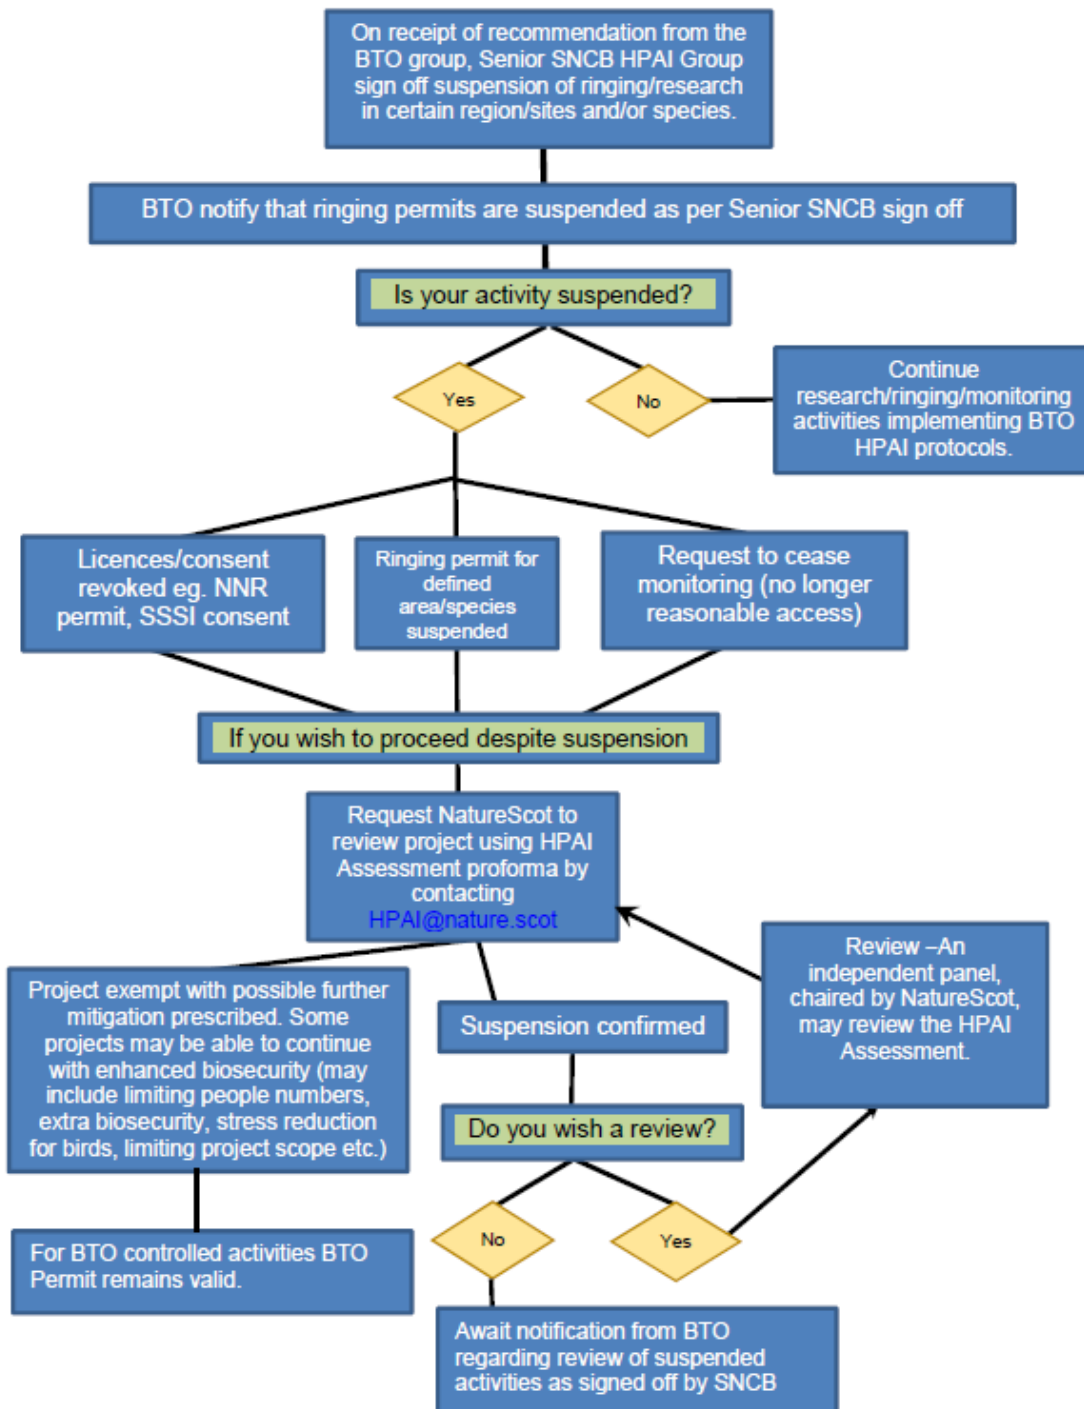 On receipt of recommendation from the
BTO group, Senior SNCB HPAI Group
sign off suspension of ringing/research
in certain region/sites and/or species.
BTO notify that ringing permits are suspended as per Senior SNCB sign off
Is your activity suspended?
Yes
No
Continue
research/ringing/monitoring
activities implementing BTO
HPAI protocols.
Licences/consent
revoked eg. NNR
permit, SSSI consent
Ringing permit for
defined
area/species
suspended
Request to cease
monitoring (no longer
reasonable access)
If you wish to proceed despite suspension
Request NatureScot to
review project using HPAI
Assessment proforma by
contacting
HPAI@nature.scot
Project exempt with possible further
mitigation prescribed. Some
projects may be able to continue
with enhanced biosecurity (may
include limiting people numbers,
extra biosecurity, stress reduction
for birds, limiting project scope etc.)
For BTO controlled activities BTO
Permit remains valid.
Suspension confirmed
Do you wish a review?
No
Yes
Review –An
independent panel,
chaired by NatureScot,
may review the HPAI
Assessment.
Await notification from BTO
regarding review of suspended
activities as signed off by SNCB